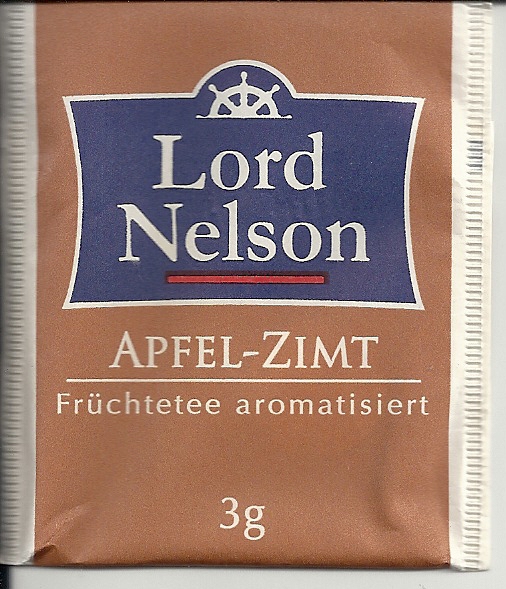 Lord
Nelson
APFEL-ZIMT
Früchtetee aromatisiert
3g